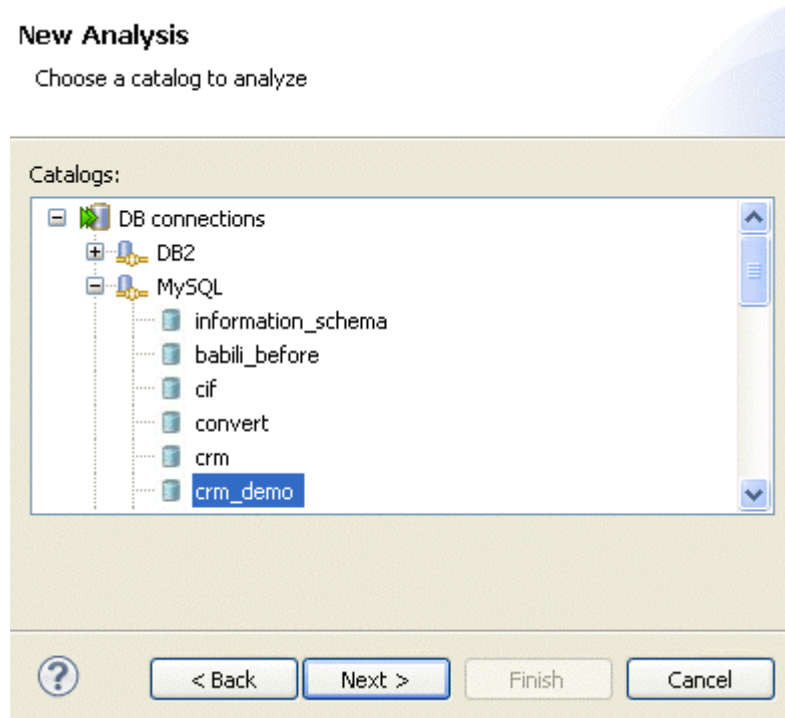 New Analysis
Choose a catalog to analyze
Catalogs:
DB connections
DB2
MySQL
information_schema
babili_before
cif
convert
crm
crm_demo
? < Back Next > Finish Cancel